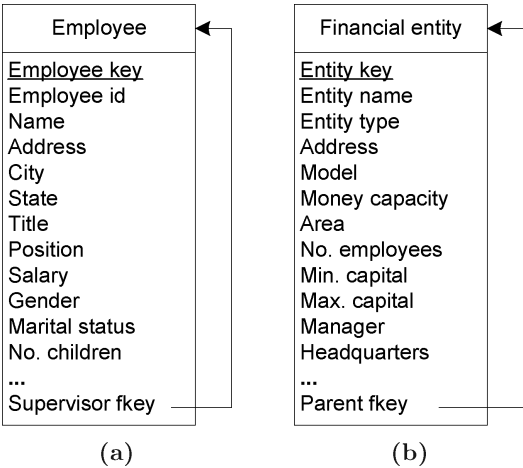 Employee
Employee key
Employee id
Name
Address
City
State
Title
Position
Salary
Gender
Marital status
No. children
...
Supervisor fkey
(a)
Financial entity
Entity key
Entity name
Entity type
Address
Model
Money capacity
Area
No. employees
Min. capital
Max. capital
Manager
Headquarters
...
Parent fkey
(b)